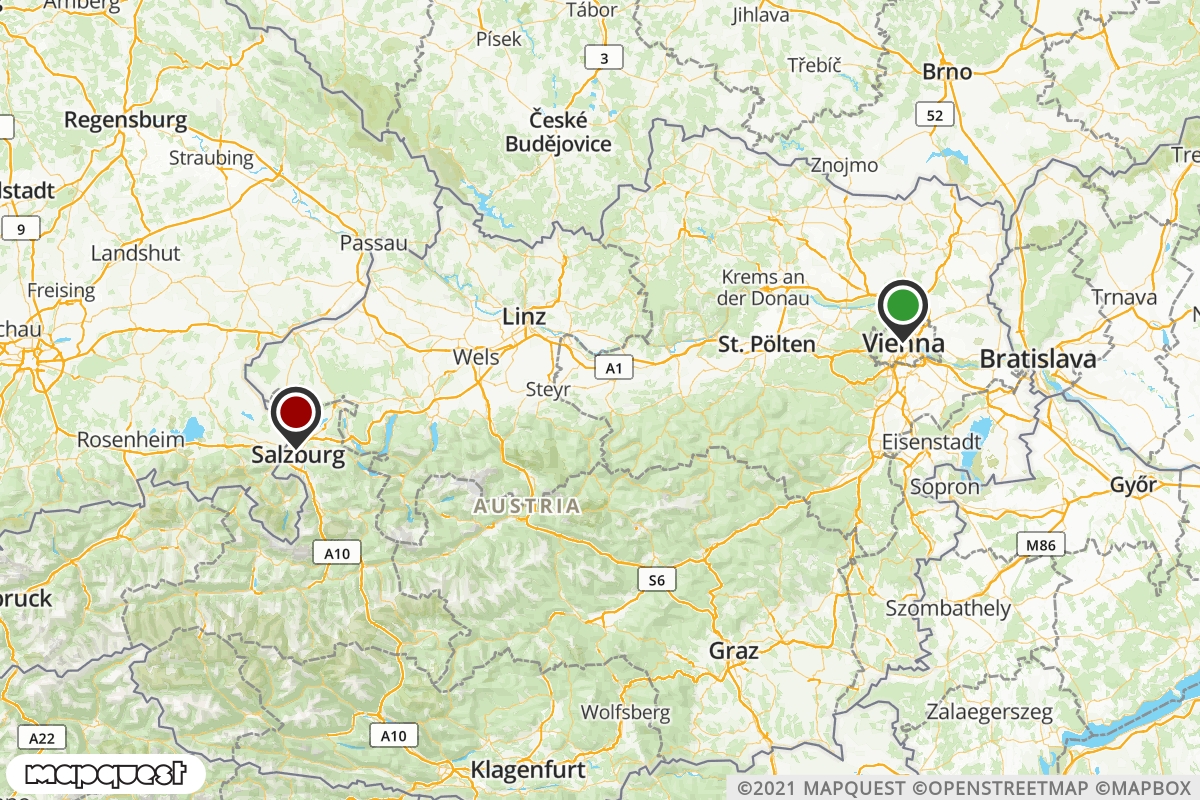 Amberg
Tábor
Jihlava
Písek
3
Třebíč
Brno
Regensburg
České
Budějovice
52
Straubing
Znojmo
Tre
lstadt
9
Passau
Landshut
Krems an
der Donau
Freising
Trnava
Linz
chau
Vienna
St. Pölten
Wels
Bratislava
A1
Steyr
Rosenheim
Salzburg
Eisenstadt
Sopron
Győr
AUSTRIA
A10
M86
S6
bruck
Szombathely
Graz
Wolfsberg
Zalaegerszeg
A22
A10
Klagenfurt
mapquest
©2021 MAPQUEST ©OPENSTREETMAP ©MAPBOX